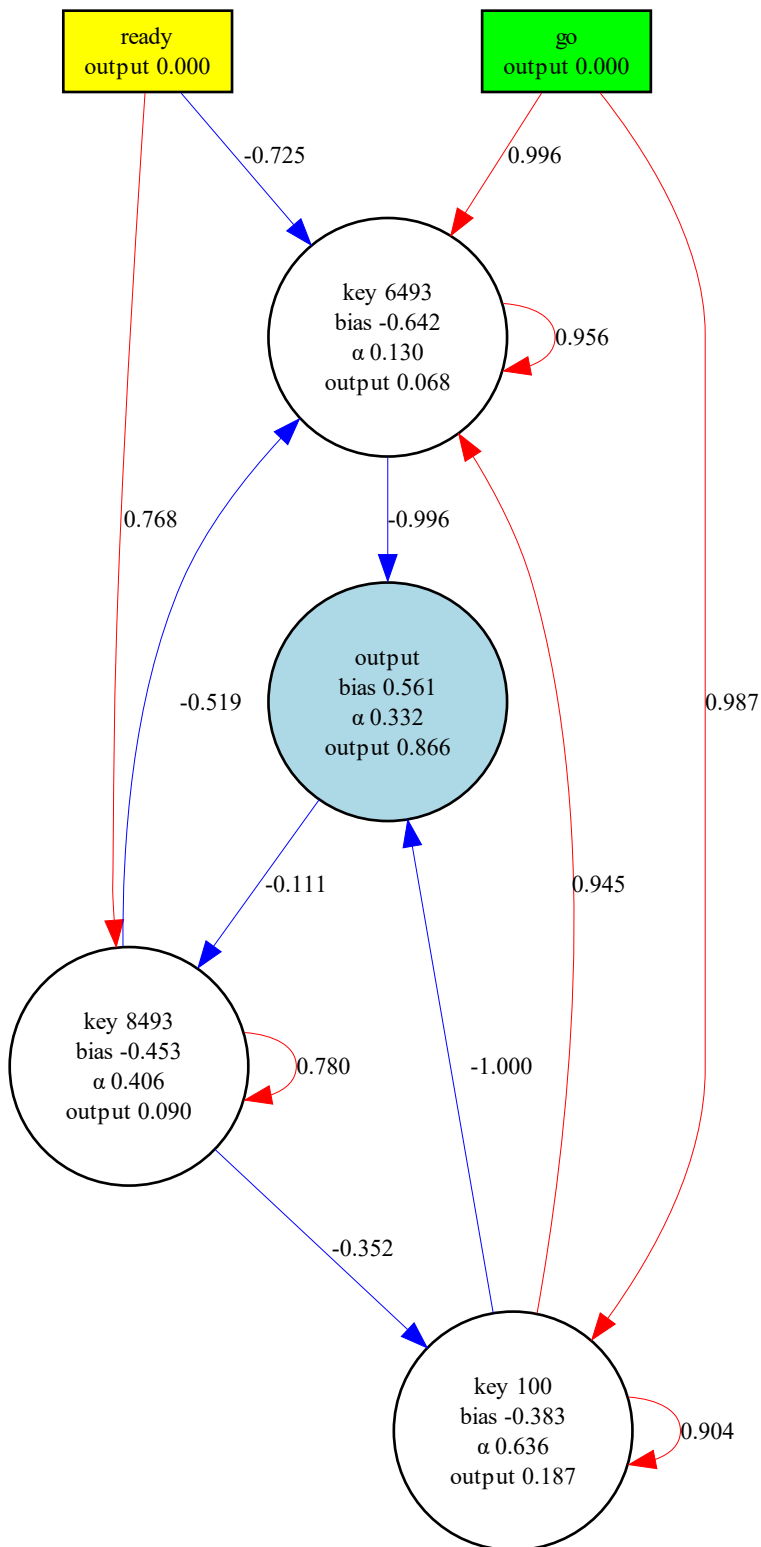 ready
output 0.000
go
output 0.000
-0.725
0.996
key 6493
bias -0.642
α 0.130
output 0.068
0.956
0.768
-0.996
-0.519
output
bias 0.561
α 0.332
output 0.866
0.987
-0.111
0.945
key 8493
bias -0.453
α 0.406
output 0.090
0.780
-1.000
-0.352
key 100
bias -0.383
α 0.636
output 0.187
0.904